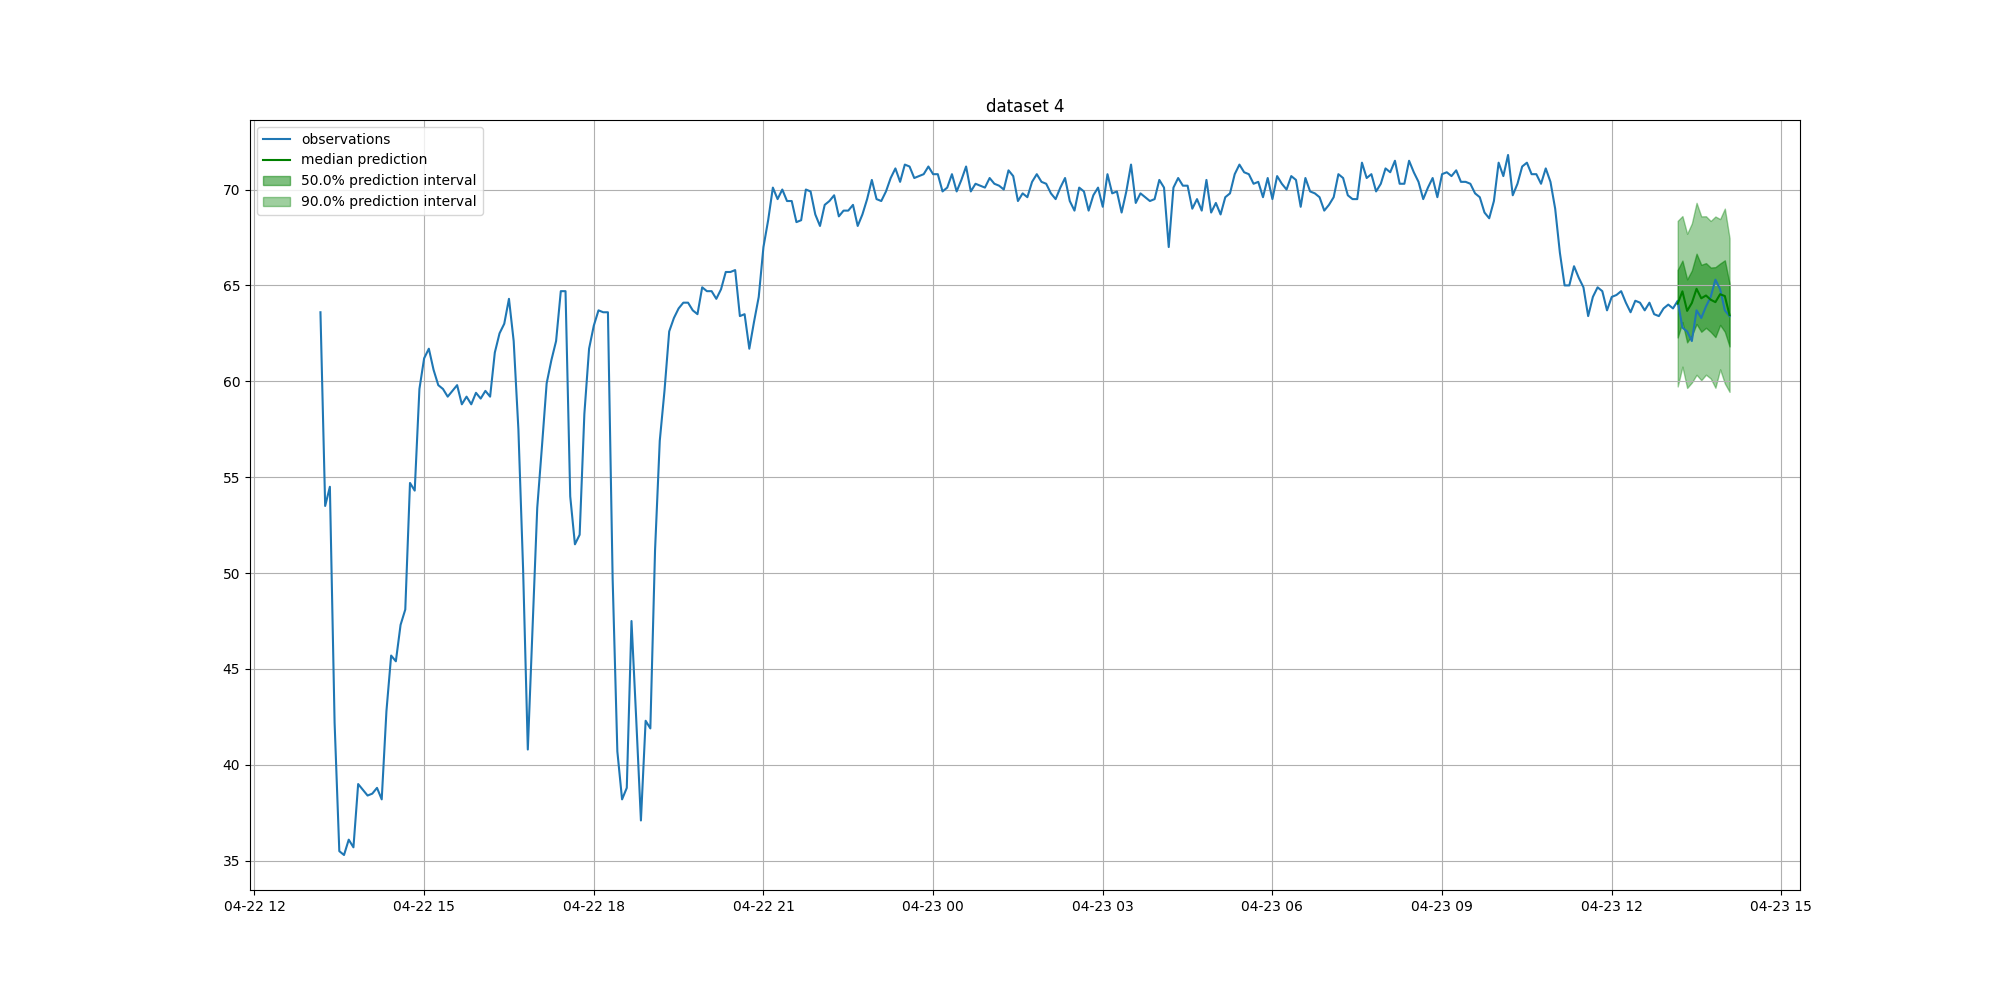 dataset 4
observations
median prediction
50.0% prediction interval
90.0% prediction interval
70
65
60
55
50
45
40
35
04-22 12 04-22 15 04-22 18 04-22 21 04-23 00 04-23 03 04-23 06 04-23 09 04-23 12 04-23 15